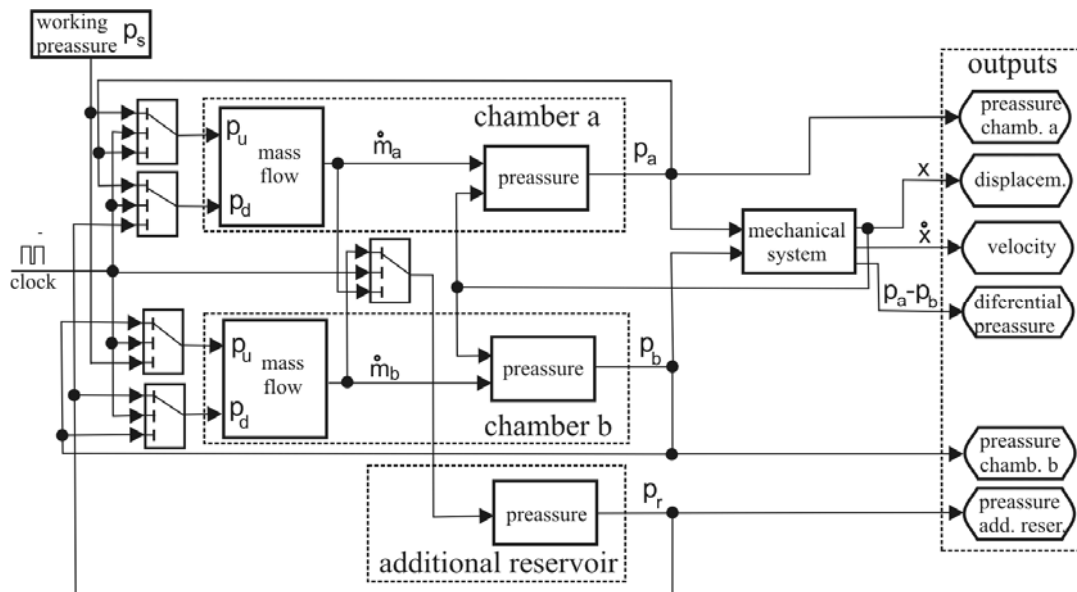 working
preassure p_s
outputs
chamber a
preassure
chamb. a
p_u
mass
flow
ṁ_a
p_a
preassure
p_d
x
displacem.
mechanical
system
ẋ
velocity
clock
p_a-p_b
diferential
preassure
p_b
p_u
mass
flow
ṁ_b
preassure
p_d
chamber b
preassure
chamb. b
p_r
preassure
preassure
add. reser.
additional reservoir